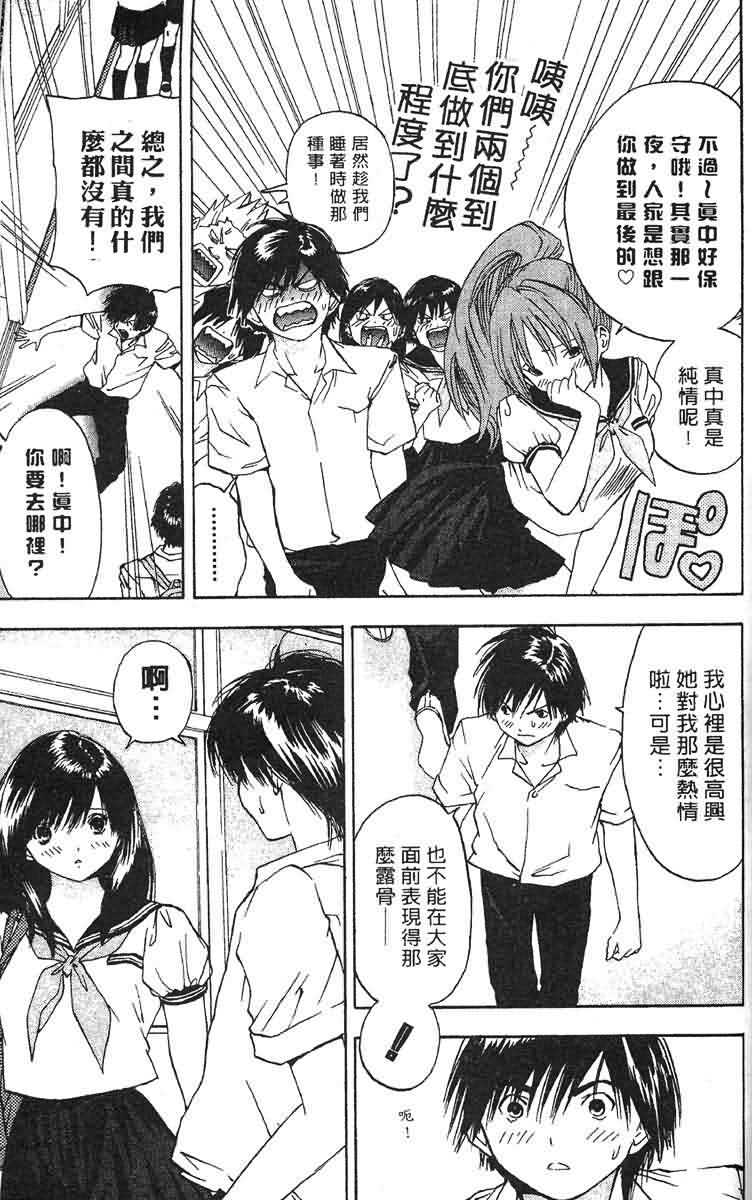 不過～眞中好保
守哦！其實那一
夜，人家是想跟
你做到最後的♡
真中真是
純情呢！
ぽ♡
咦咦～～
你們兩個到
底做到什麼
程度了？
居然趁我們
睡著時做那
種事！
………
總之，我們
之間真的什
麼都沒有！
啊！眞中！
你要去哪裡？
我心裡是很高興
她對我那麼熱情
啦…可是…
也不能在大家
面前表現得那
麼露骨——
！
呃！
啊…